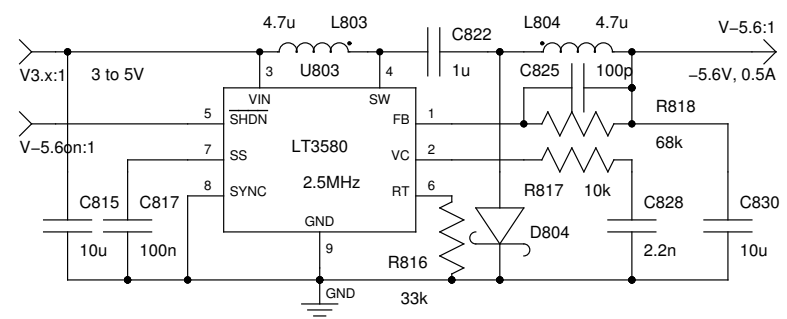 4.7u L803 C822 L804 4.7u V−5.6:1
V3.x:1 3 to 5V 3 U803 4 1u C825 100p −5.6V, 0.5A
VIN SW
5 SHDN FB 1 R818
V−5.6on:1 LT3580 68k
7 SS VC 2
8 SYNC 2.5MHz RT 6 R817 10k
C815 C817 GND C828 C830
10u 100n 9 D804 2.2n 10u
R816
GND 33k